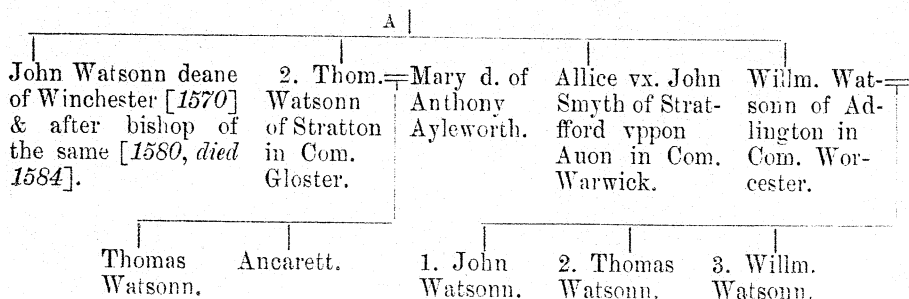 A
John Watsonn deane
of Winchester [1570]
& after bishop of
the same [1580, died
1584].
2. Thom.
Watsonn
of Stratton
in Com.
Gloster.
Mary d. of
Anthony
Ayleworth.
Allice vx. John
Smyth of Strat-
fford vppon
Auon in Com.
Warwick.
Willm. Wat-
sonn of Ad-
lington in
Com. Wor-
cester.
Thomas
Watsonn.
Ancarett.
1. John
Watsonn.
2. Thomas
Watsonn.
3. Willm.
Watsonn.